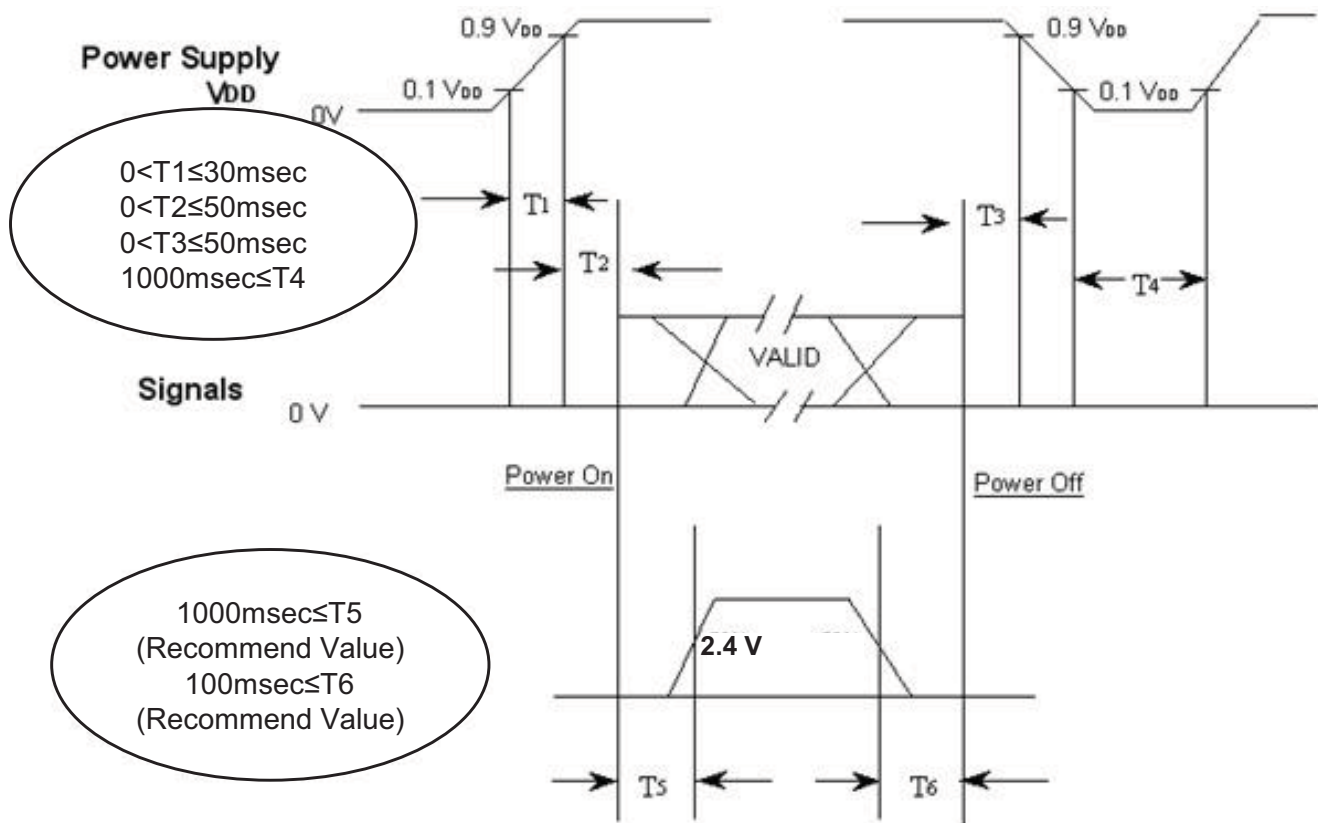 0.9 VDD
0.9 VDD
Power Supply
VDD
0.1 VDD
0.1 VDD
0V
0<T1≤30msec
0<T2≤50msec
0<T3≤50msec
1000msec≤T4
T1
T3
T2
T4
VALID
Signals
0 V
Power On
Power Off
1000msec≤T5
(Recommend Value)
100msec≤T6
(Recommend Value)
2.4 V
T5
T6